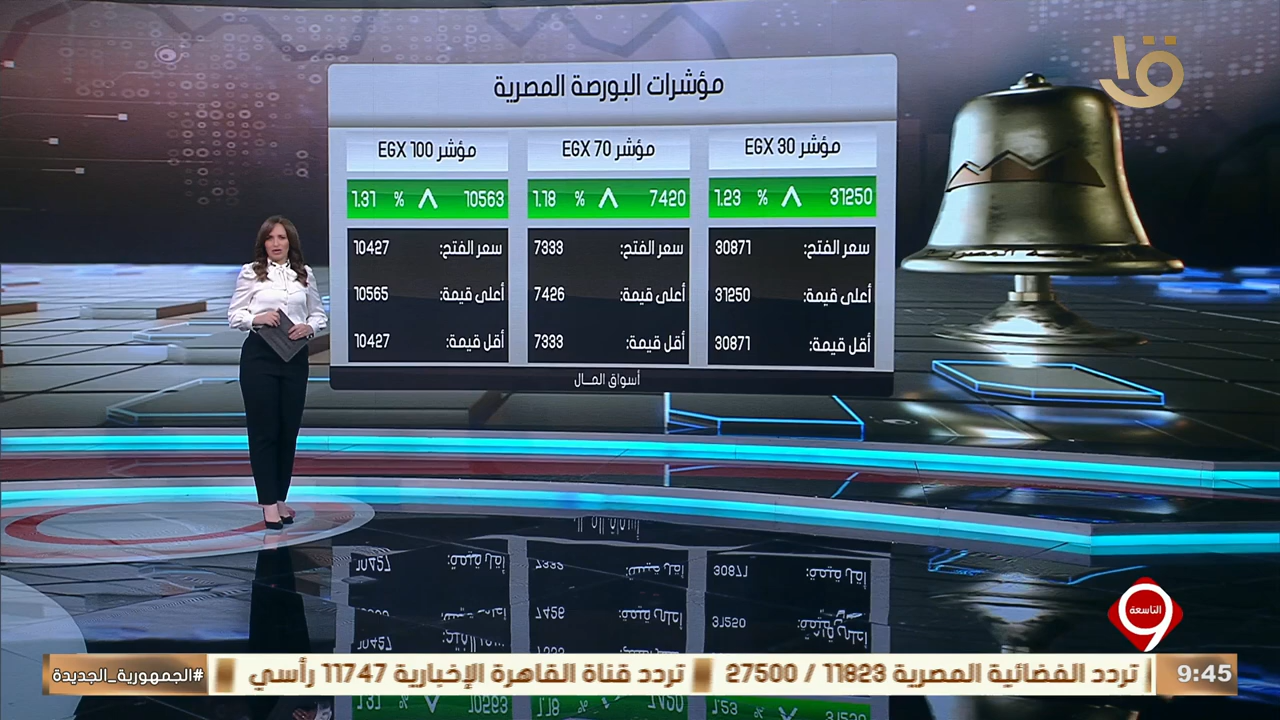 مؤشرات البورصة المصرية
مؤشر EGX 30
31250 % 1.23
سعر الفتح: 30871
أعلى قيمة: 31250
أقل قيمة: 30871
مؤشر EGX 70
7420 % 1.18
سعر الفتح: 7333
أعلى قيمة: 7426
أقل قيمة: 7333
مؤشر EGX 100
10563 % 1.31
سعر الفتح: 10427
أعلى قيمة: 10565
أقل قيمة: 10427
أسواق المـال
التاسعة
9
9:45
تردد الفضائية المصرية 11823 / 27500
تردد قناة القاهرة الإخبارية 11747 رأسي
#الجمهورية_الجديدة